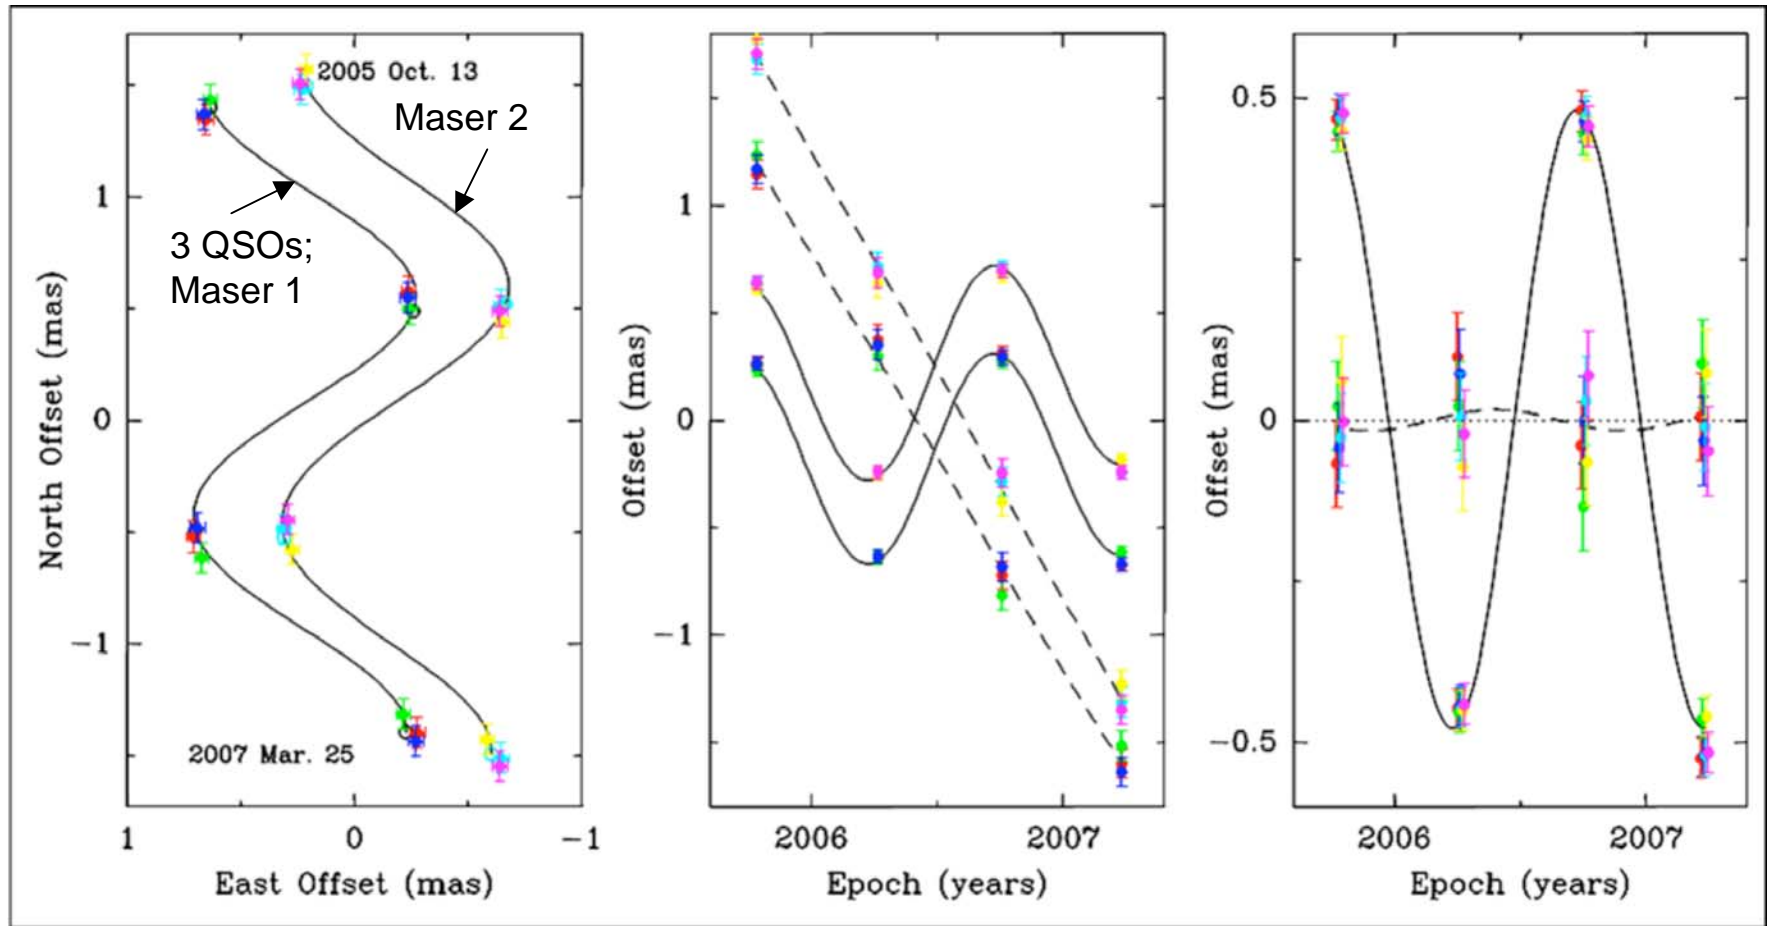 2005 Oct. 13
Maser 2
3 QSOs;
Maser 1
2007 Mar. 25
North Offset (mas)
1
0
−1
1
0
−1
East Offset (mas)
Offset (mas)
1
0
−1
2006
2007
Epoch (years)
Offset (mas)
0.5
0
−0.5
2006
2007
Epoch (years)